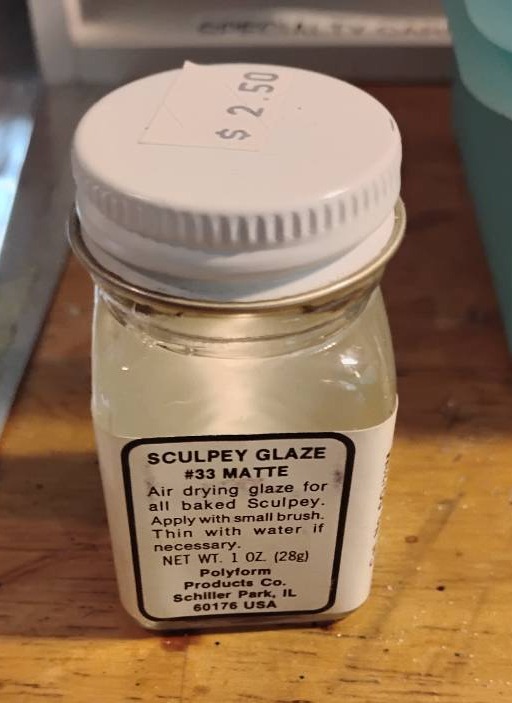 $ 2.50
SCULPEY GLAZE
#33 MATTE
Air drying glaze for
all baked Sculpey.
Apply with small brush.
Thin with water if
necessary.
NET WT. 1 OZ. (28g)
Polyform
Products Co.
Schiller Park, IL
60176 USA